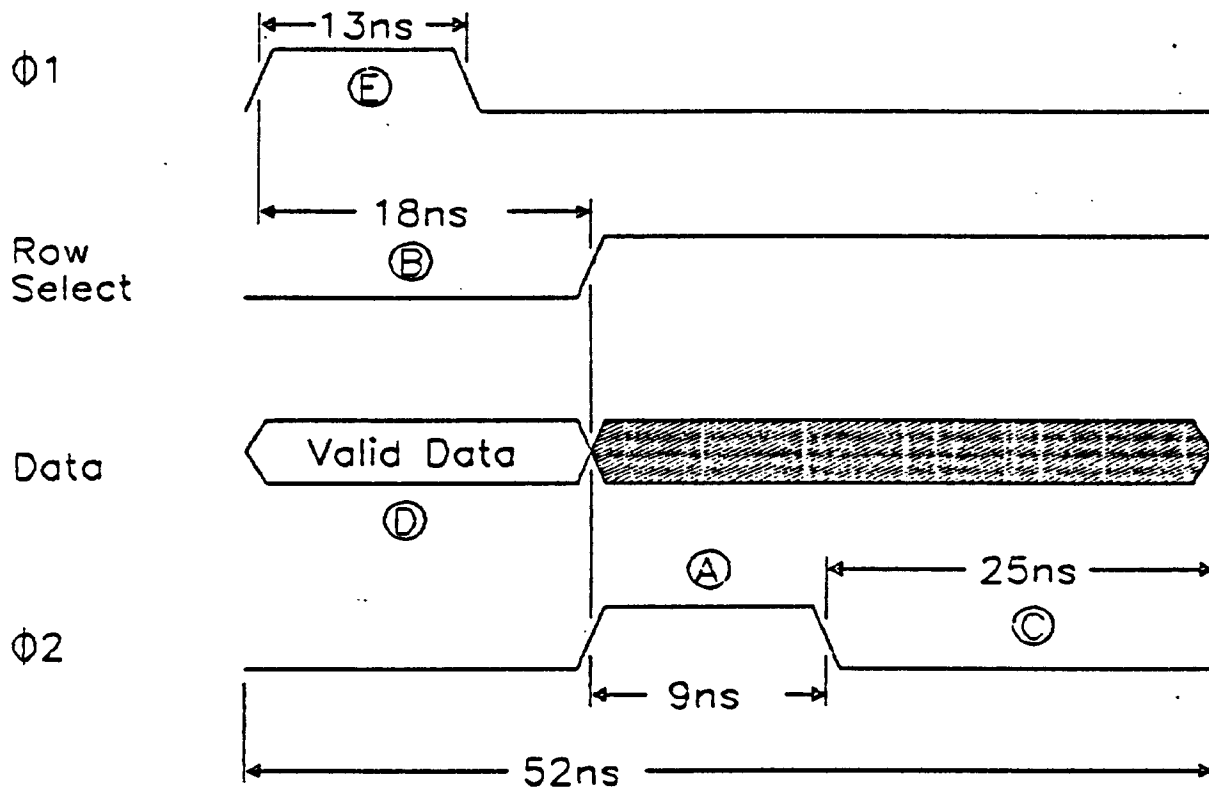 13ns
Φ1
E
18ns
Row
Select
B
Data
Valid Data
D
A
25ns
Φ2
C
9ns
52ns